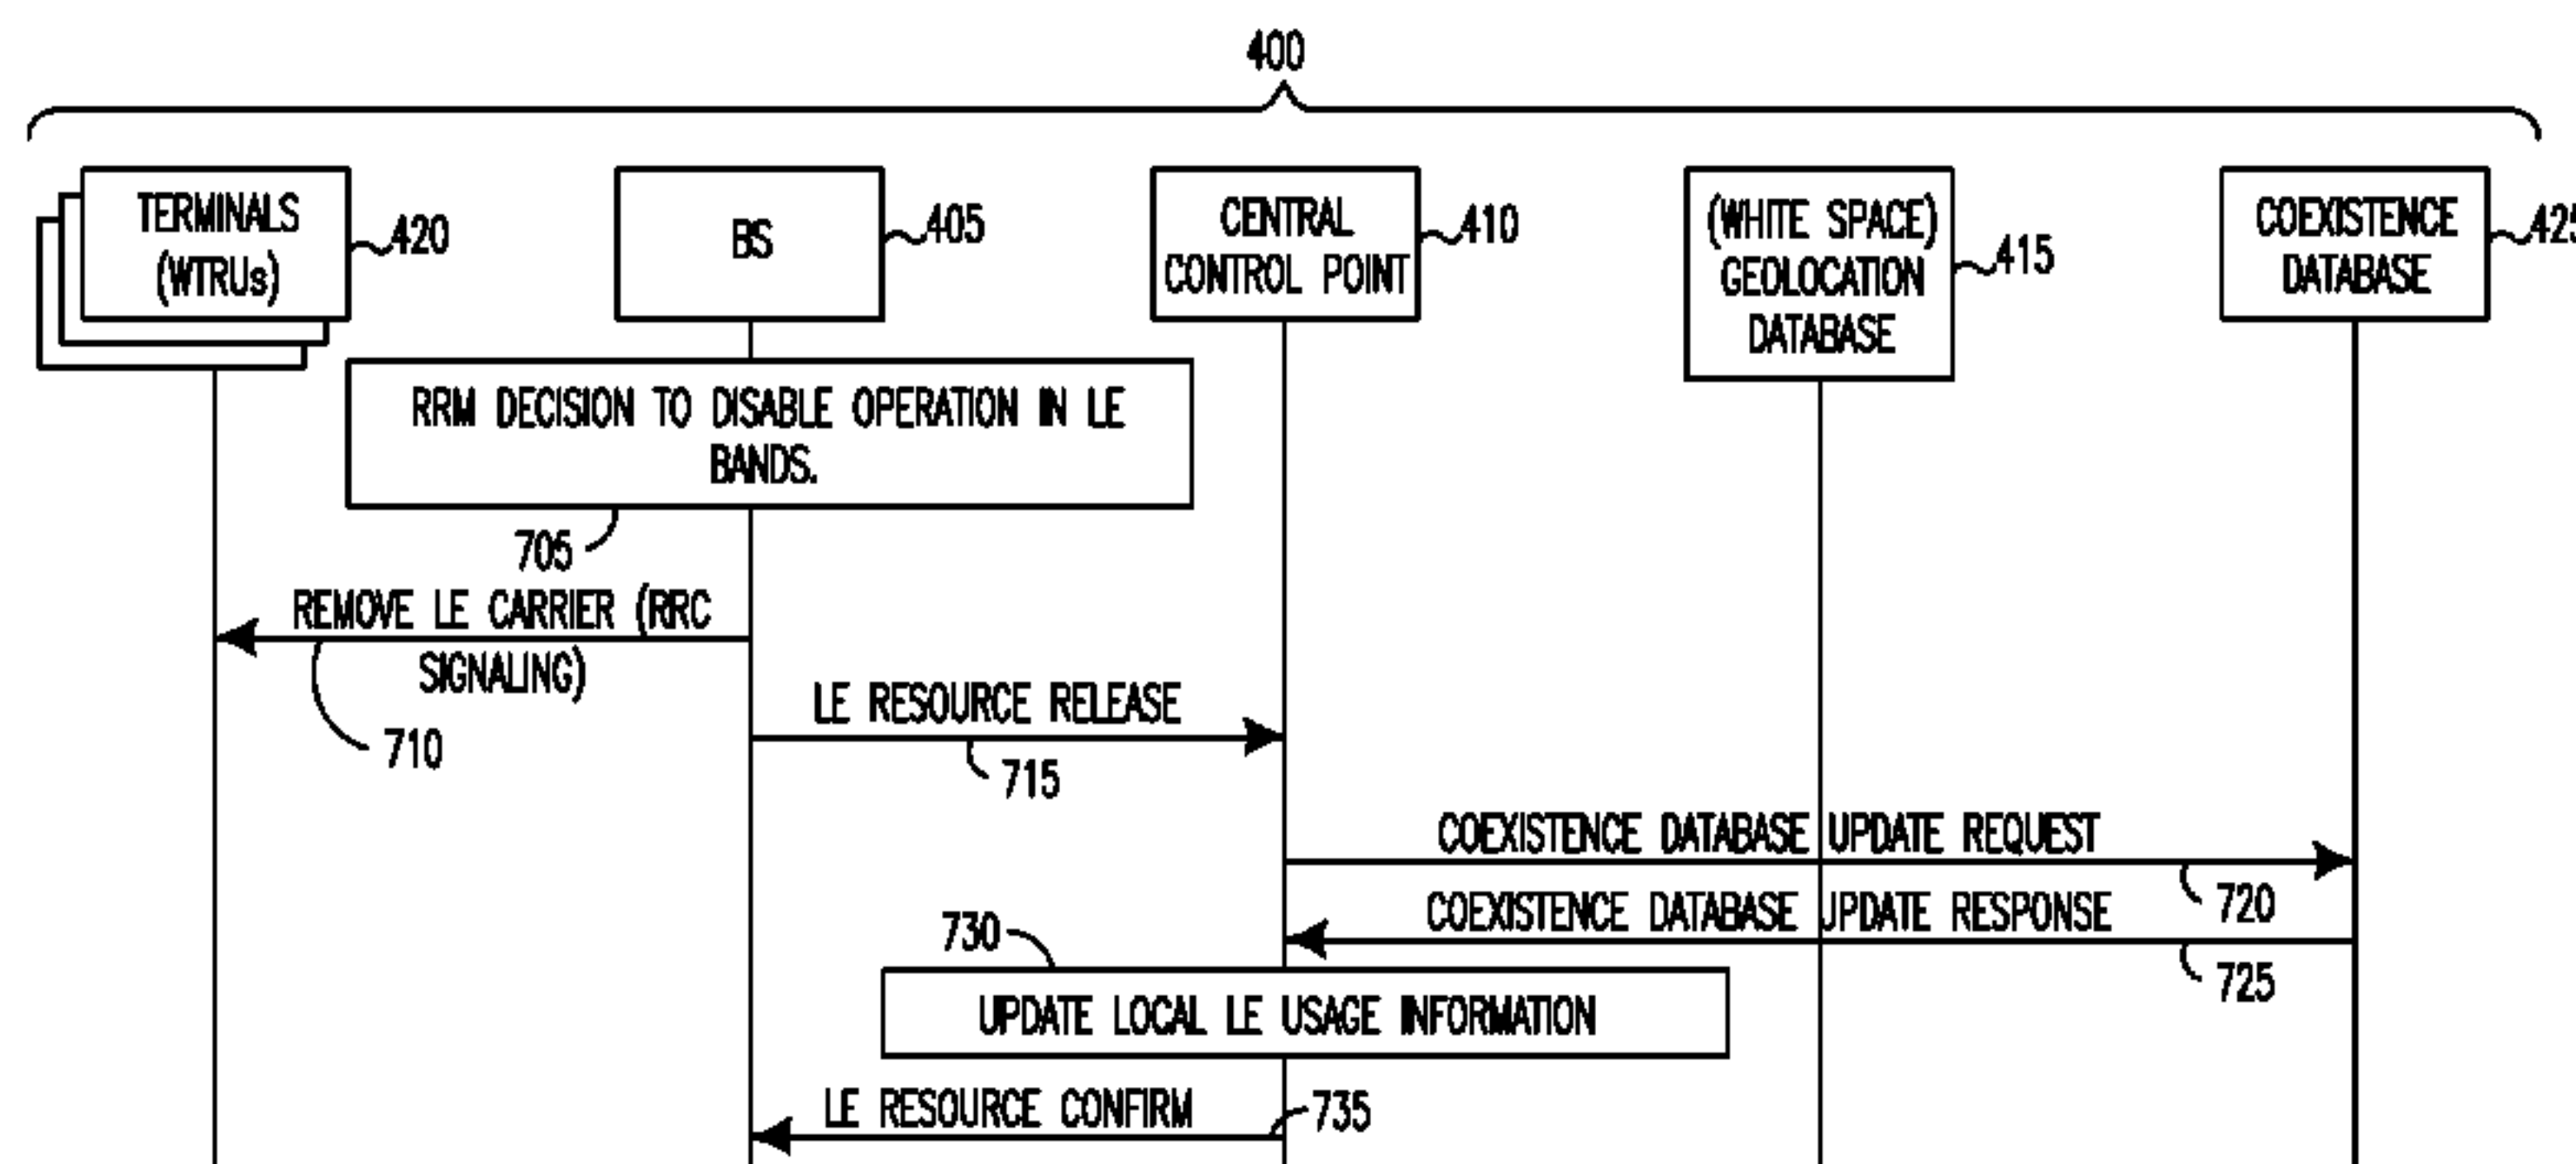 400
TERMINALS
(WTRUs)
420
BS
405
CENTRAL
CONTROL POINT
410
(WHITE SPACE)
GEOLOCATION
DATABASE
415
COEXISTENCE
DATABASE
425
RRM DECISION TO DISABLE OPERATION IN LE
BANDS.
705
REMOVE LE CARRIER (RRC
SIGNALING)
710
LE RESOURCE RELEASE
715
COEXISTENCE DATABASE UPDATE REQUEST
720
COEXISTENCE DATABASE UPDATE RESPONSE
725
730
UPDATE LOCAL LE USAGE INFORMATION
LE RESOURCE CONFIRM
735